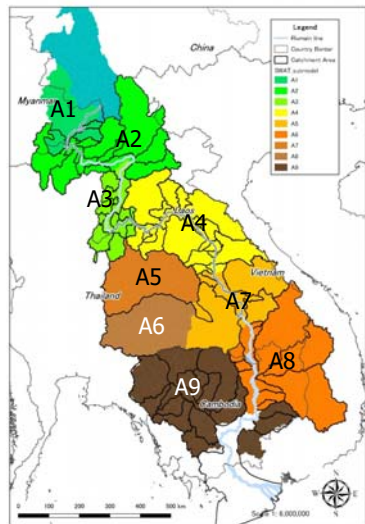 Legend
Rivmain line
Country Border
Catchment Area
SWAT submodel
A1
A2
A3
A4
A5
A6
A7
A8
A9
China
Myanmar
A1
A2
A3
Laos
A4
A5
Vietnam
Thailand
A7
A6
A8
A9
Cambodia
0
100
200
300
400
500 km
N
W
E
S
Scale 1: 8,000,000